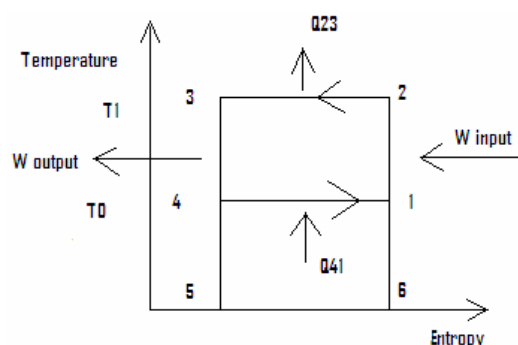 Q23
Temperature
3
2
T1
W input
W output
4
1
T0
Q41
5
6
Entropy